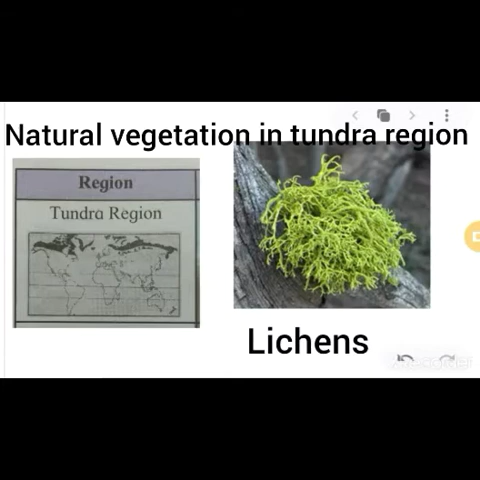 Natural vegetation in tundra region
Region
Tundra Region
Lichens